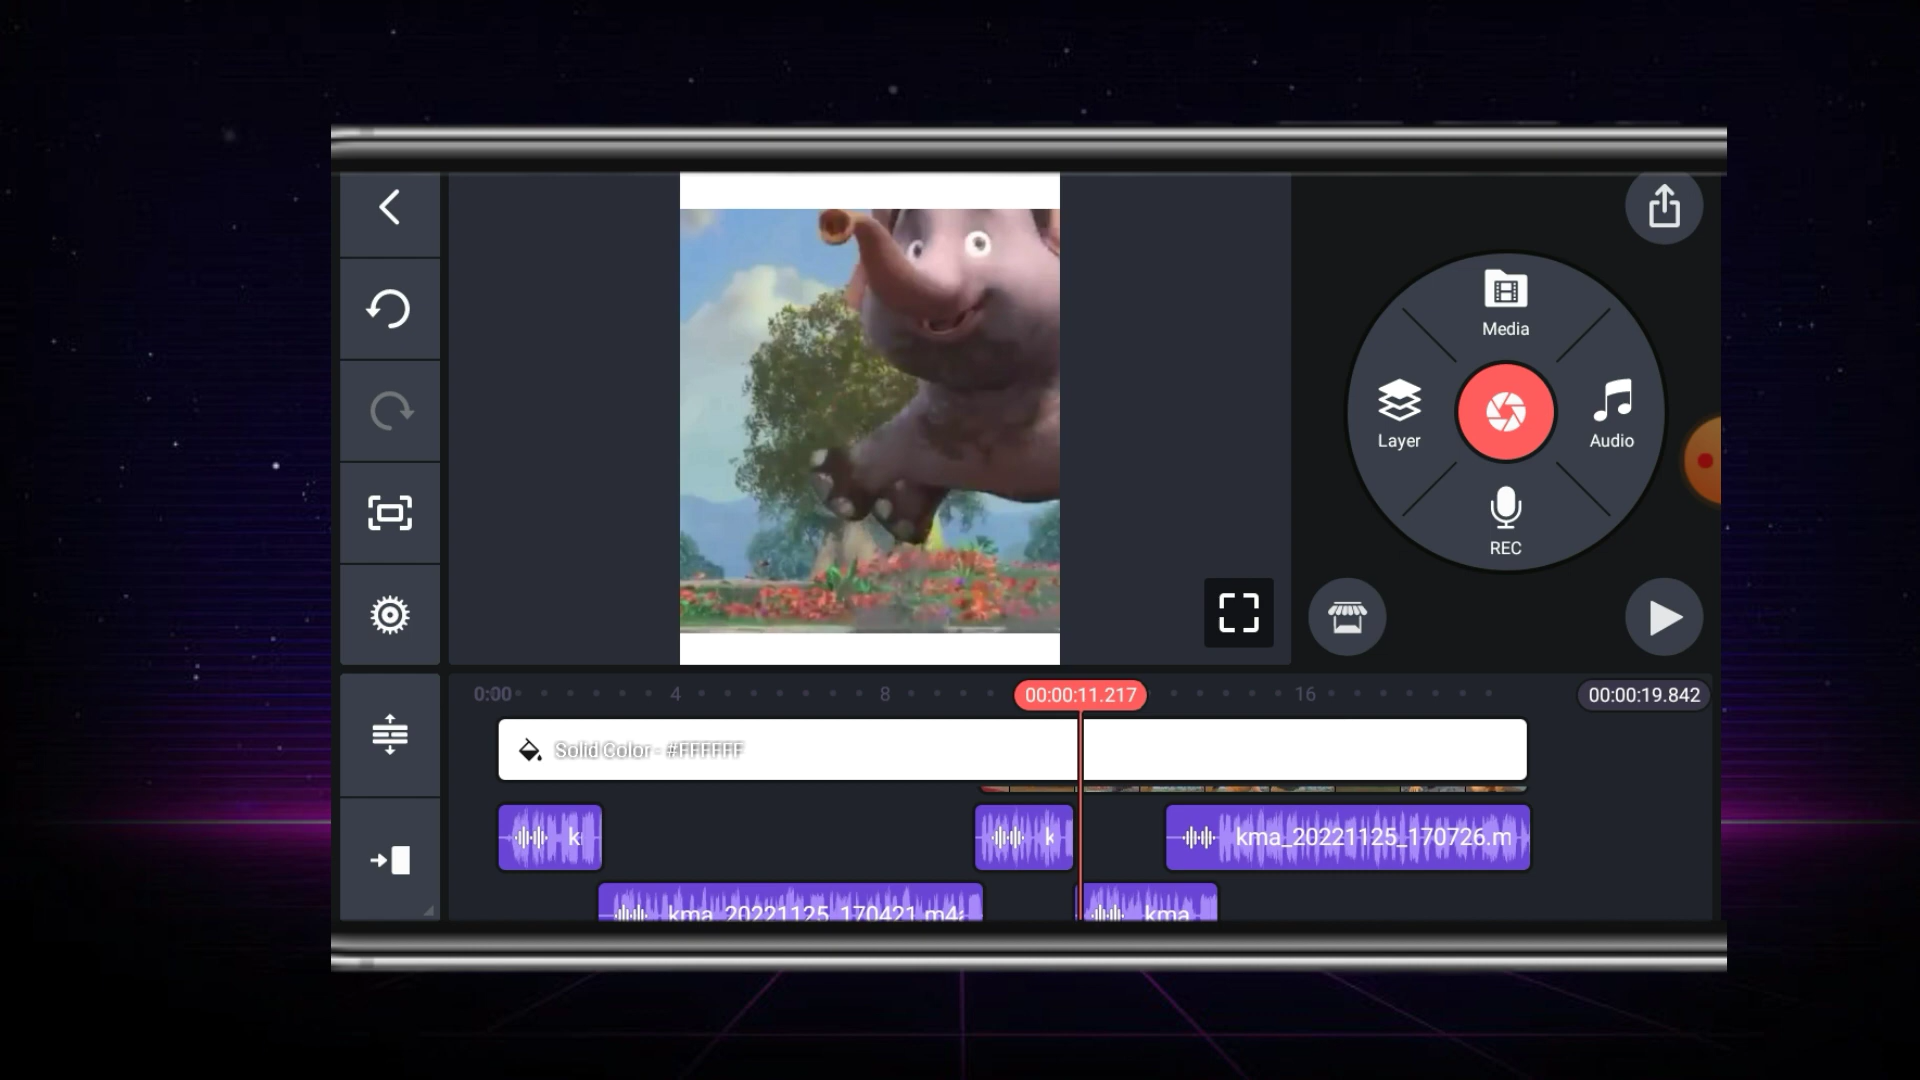 Media
Layer
Audio
REC
0:00
4
8
00:00:11.217
16
00:00:19.842
Solid Color - #FFFFFF
k
k
kma_20221125_170726.m
kma_20221125_170421.m4a
kma